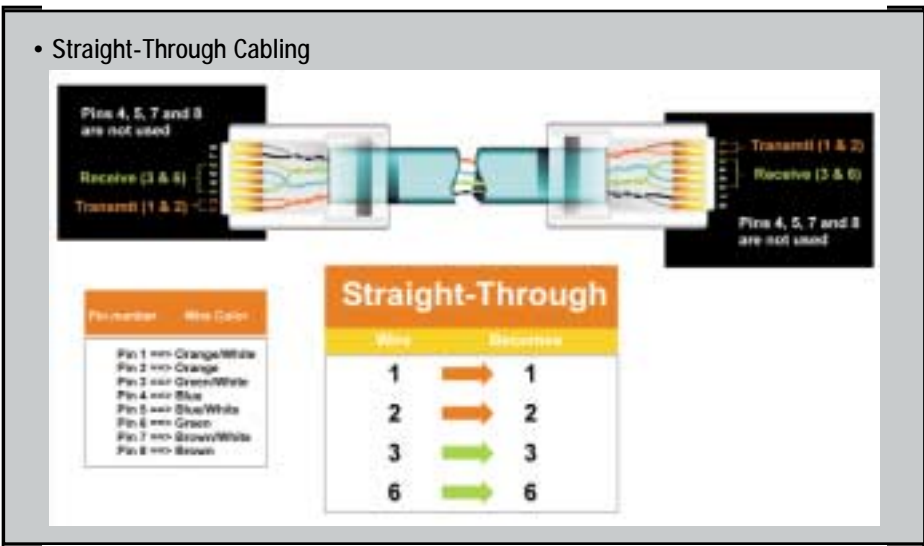 • Straight-Through Cabling
Pins 4, 5, 7 and 8
are not used
Receive (3 & 6)
Transmit (1 & 2)
Transmit (1 & 2)
Receive (3 & 6)
Pins 4, 5, 7 and 8
are not used
Pin number Wire Color
Pin 1 ==> Orange/White
Pin 2 ==> Orange
Pin 3 ==> Green/White
Pin 4 ==> Blue
Pin 5 ==> Blue/White
Pin 6 ==> Green
Pin 7 ==> Brown/White
Pin 8 ==> Brown
Straight-Through
Wire Becomes
1 1
2 2
3 3
6 6